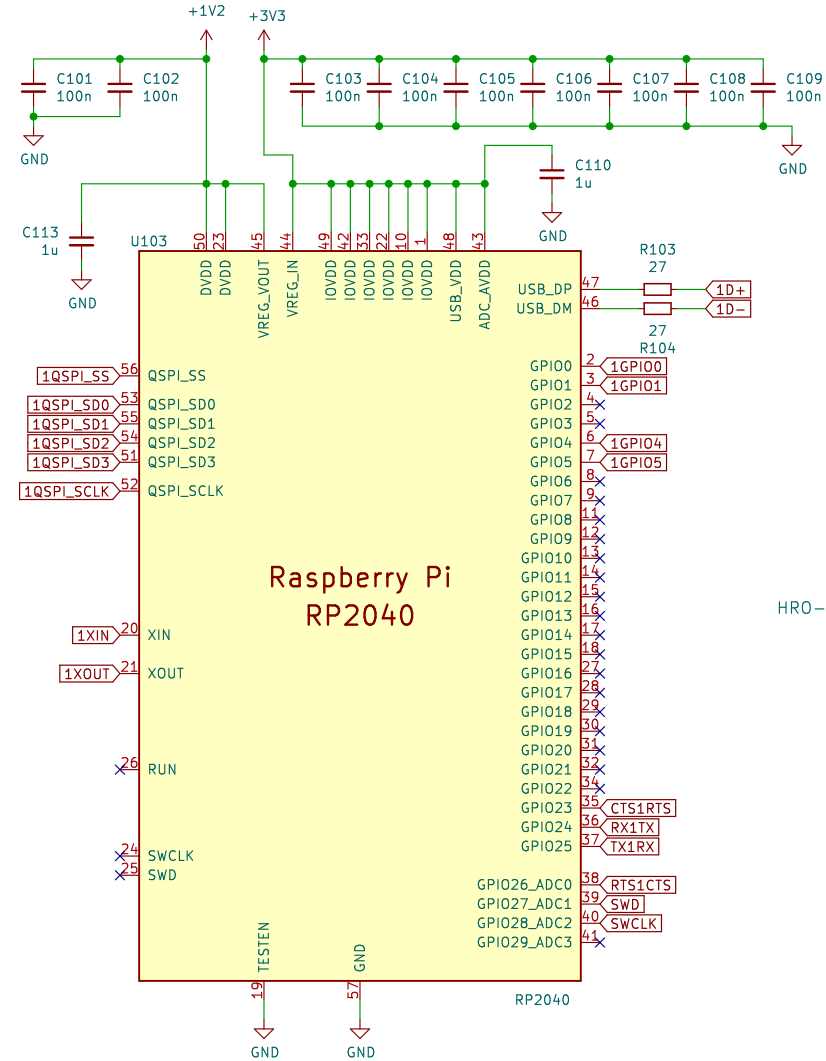 +1V2
+3V3
C101
100n
C102
100n
C103
100n
C104
100n
C105
100n
C106
100n
C107
100n
C108
100n
C109
100n
GND
GND
C110
1u
GND
C113
1u
GND
U103
50
23
45
44
49
42
33
22
10
1
48
43
DVDD
DVDD
VREG_VOUT
VREG_IN
IOVDD
IOVDD
IOVDD
IOVDD
IOVDD
IOVDD
USB_VDD
ADC_AVDD
R103
27
USB_DP 47 1D+
USB_DM 46 1D-
27
R104
1QSPI_SS 56 QSPI_SS
1QSPI_SD0 53 QSPI_SD0
1QSPI_SD1 55 QSPI_SD1
1QSPI_SD2 54 QSPI_SD2
1QSPI_SD3 51 QSPI_SD3
1QSPI_SCLK 52 QSPI_SCLK
1XIN 20 XIN
1XOUT 21 XOUT
26 RUN
24 SWCLK
25 SWD
Raspberry Pi
RP2040
GPIO0 2 1GPIO0
GPIO1 3 1GPIO1
GPIO2 4
GPIO3 5
GPIO4 6 1GPIO4
GPIO5 7 1GPIO5
GPIO6 8
GPIO7 9
GPIO8 11
GPIO9 12
GPIO10 13
GPIO11 14
GPIO12 15
GPIO13 16
GPIO14 17
GPIO15 18
GPIO16 27
GPIO17 28
GPIO18 29
GPIO19 30
GPIO20 31
GPIO21 32
GPIO22 34
GPIO23 35 CTS1RTS
GPIO24 36 RX1TX
GPIO25 37 TX1RX
GPIO26_ADC0 38 RTS1CTS
GPIO27_ADC1 39 SWD
GPIO28_ADC2 40 SWCLK
GPIO29_ADC3 41
HRO-
TESTEN
GND
19
57
RP2040
GND
GND